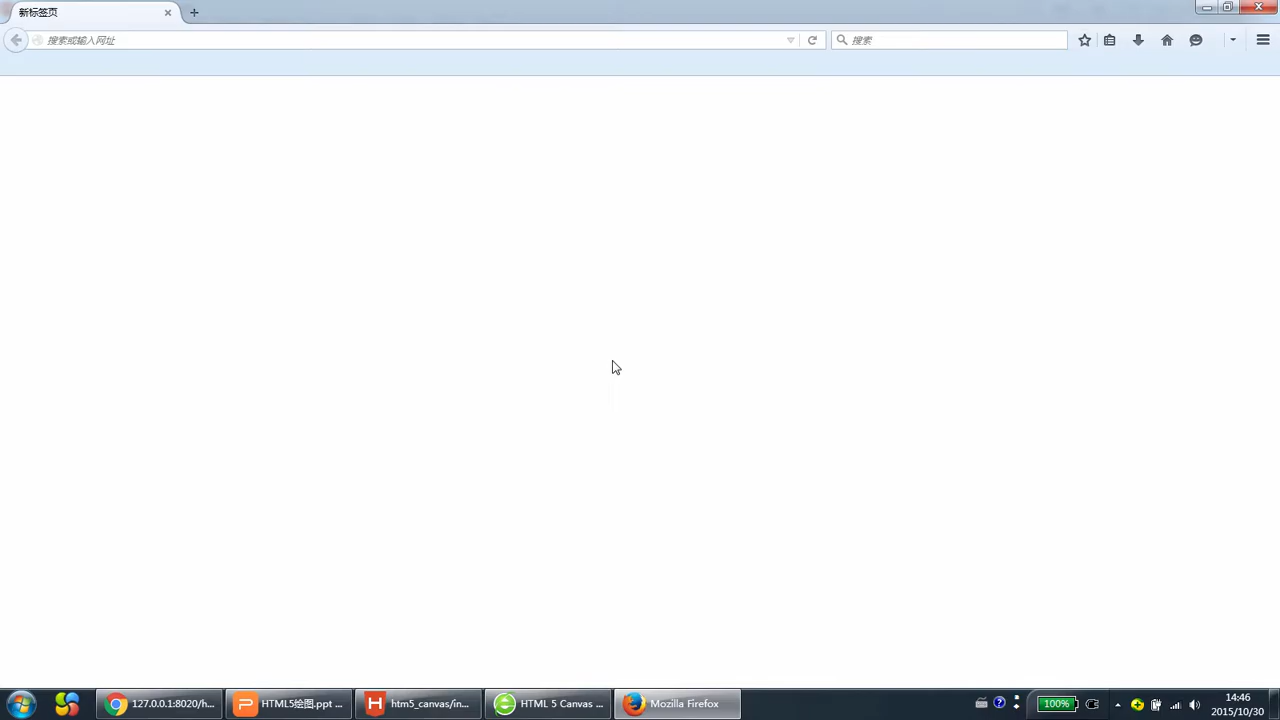 新标签页
搜索或输入网址
搜索
127.0.0.1:8020/h...
HTML5绘图.ppt ...
htm5_canvas/in...
HTML 5 Canvas ...
Mozilla Firefox
100%
14:46
2015/10/30